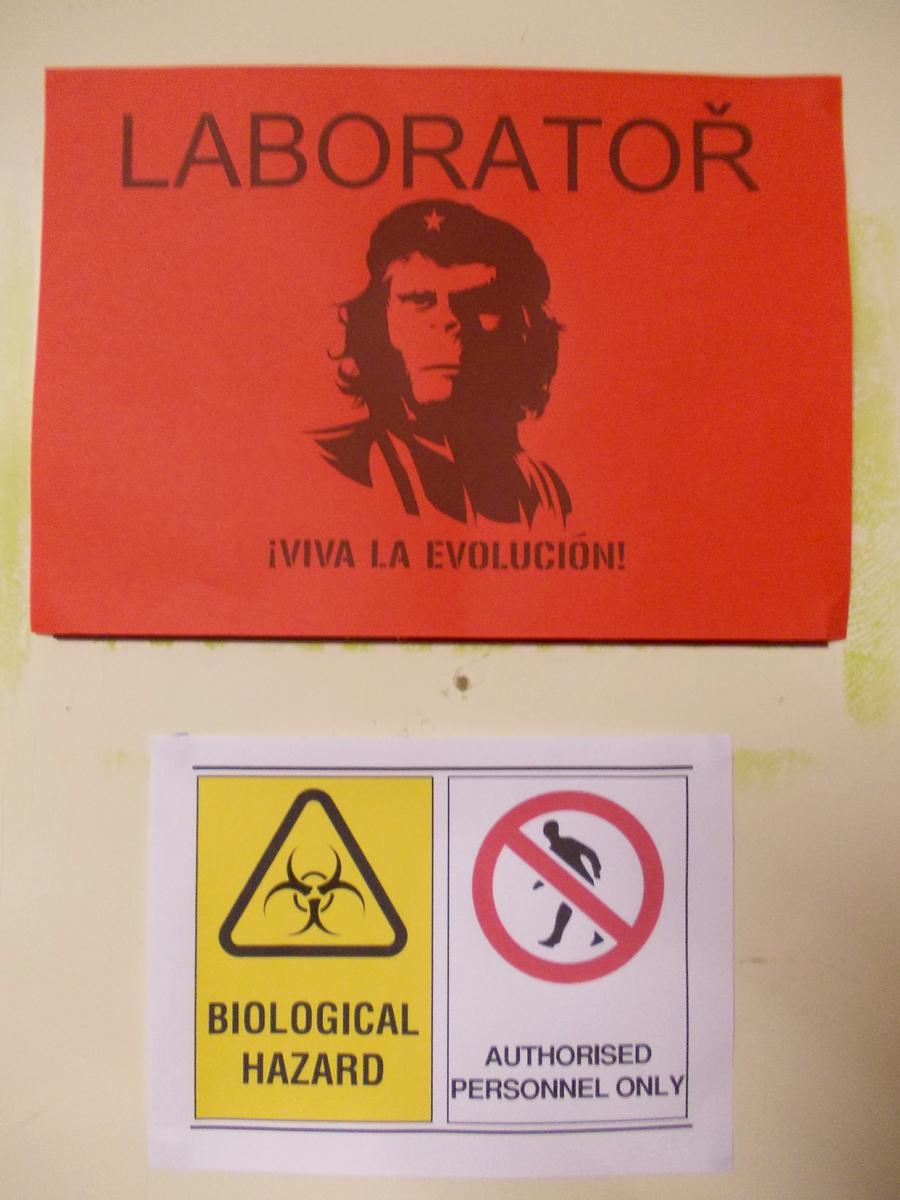 LABORATOŘ
¡VIVA LA EVOLUCIÓN!
BIOLOGICAL
HAZARD
AUTHORISED
PERSONNEL ONLY